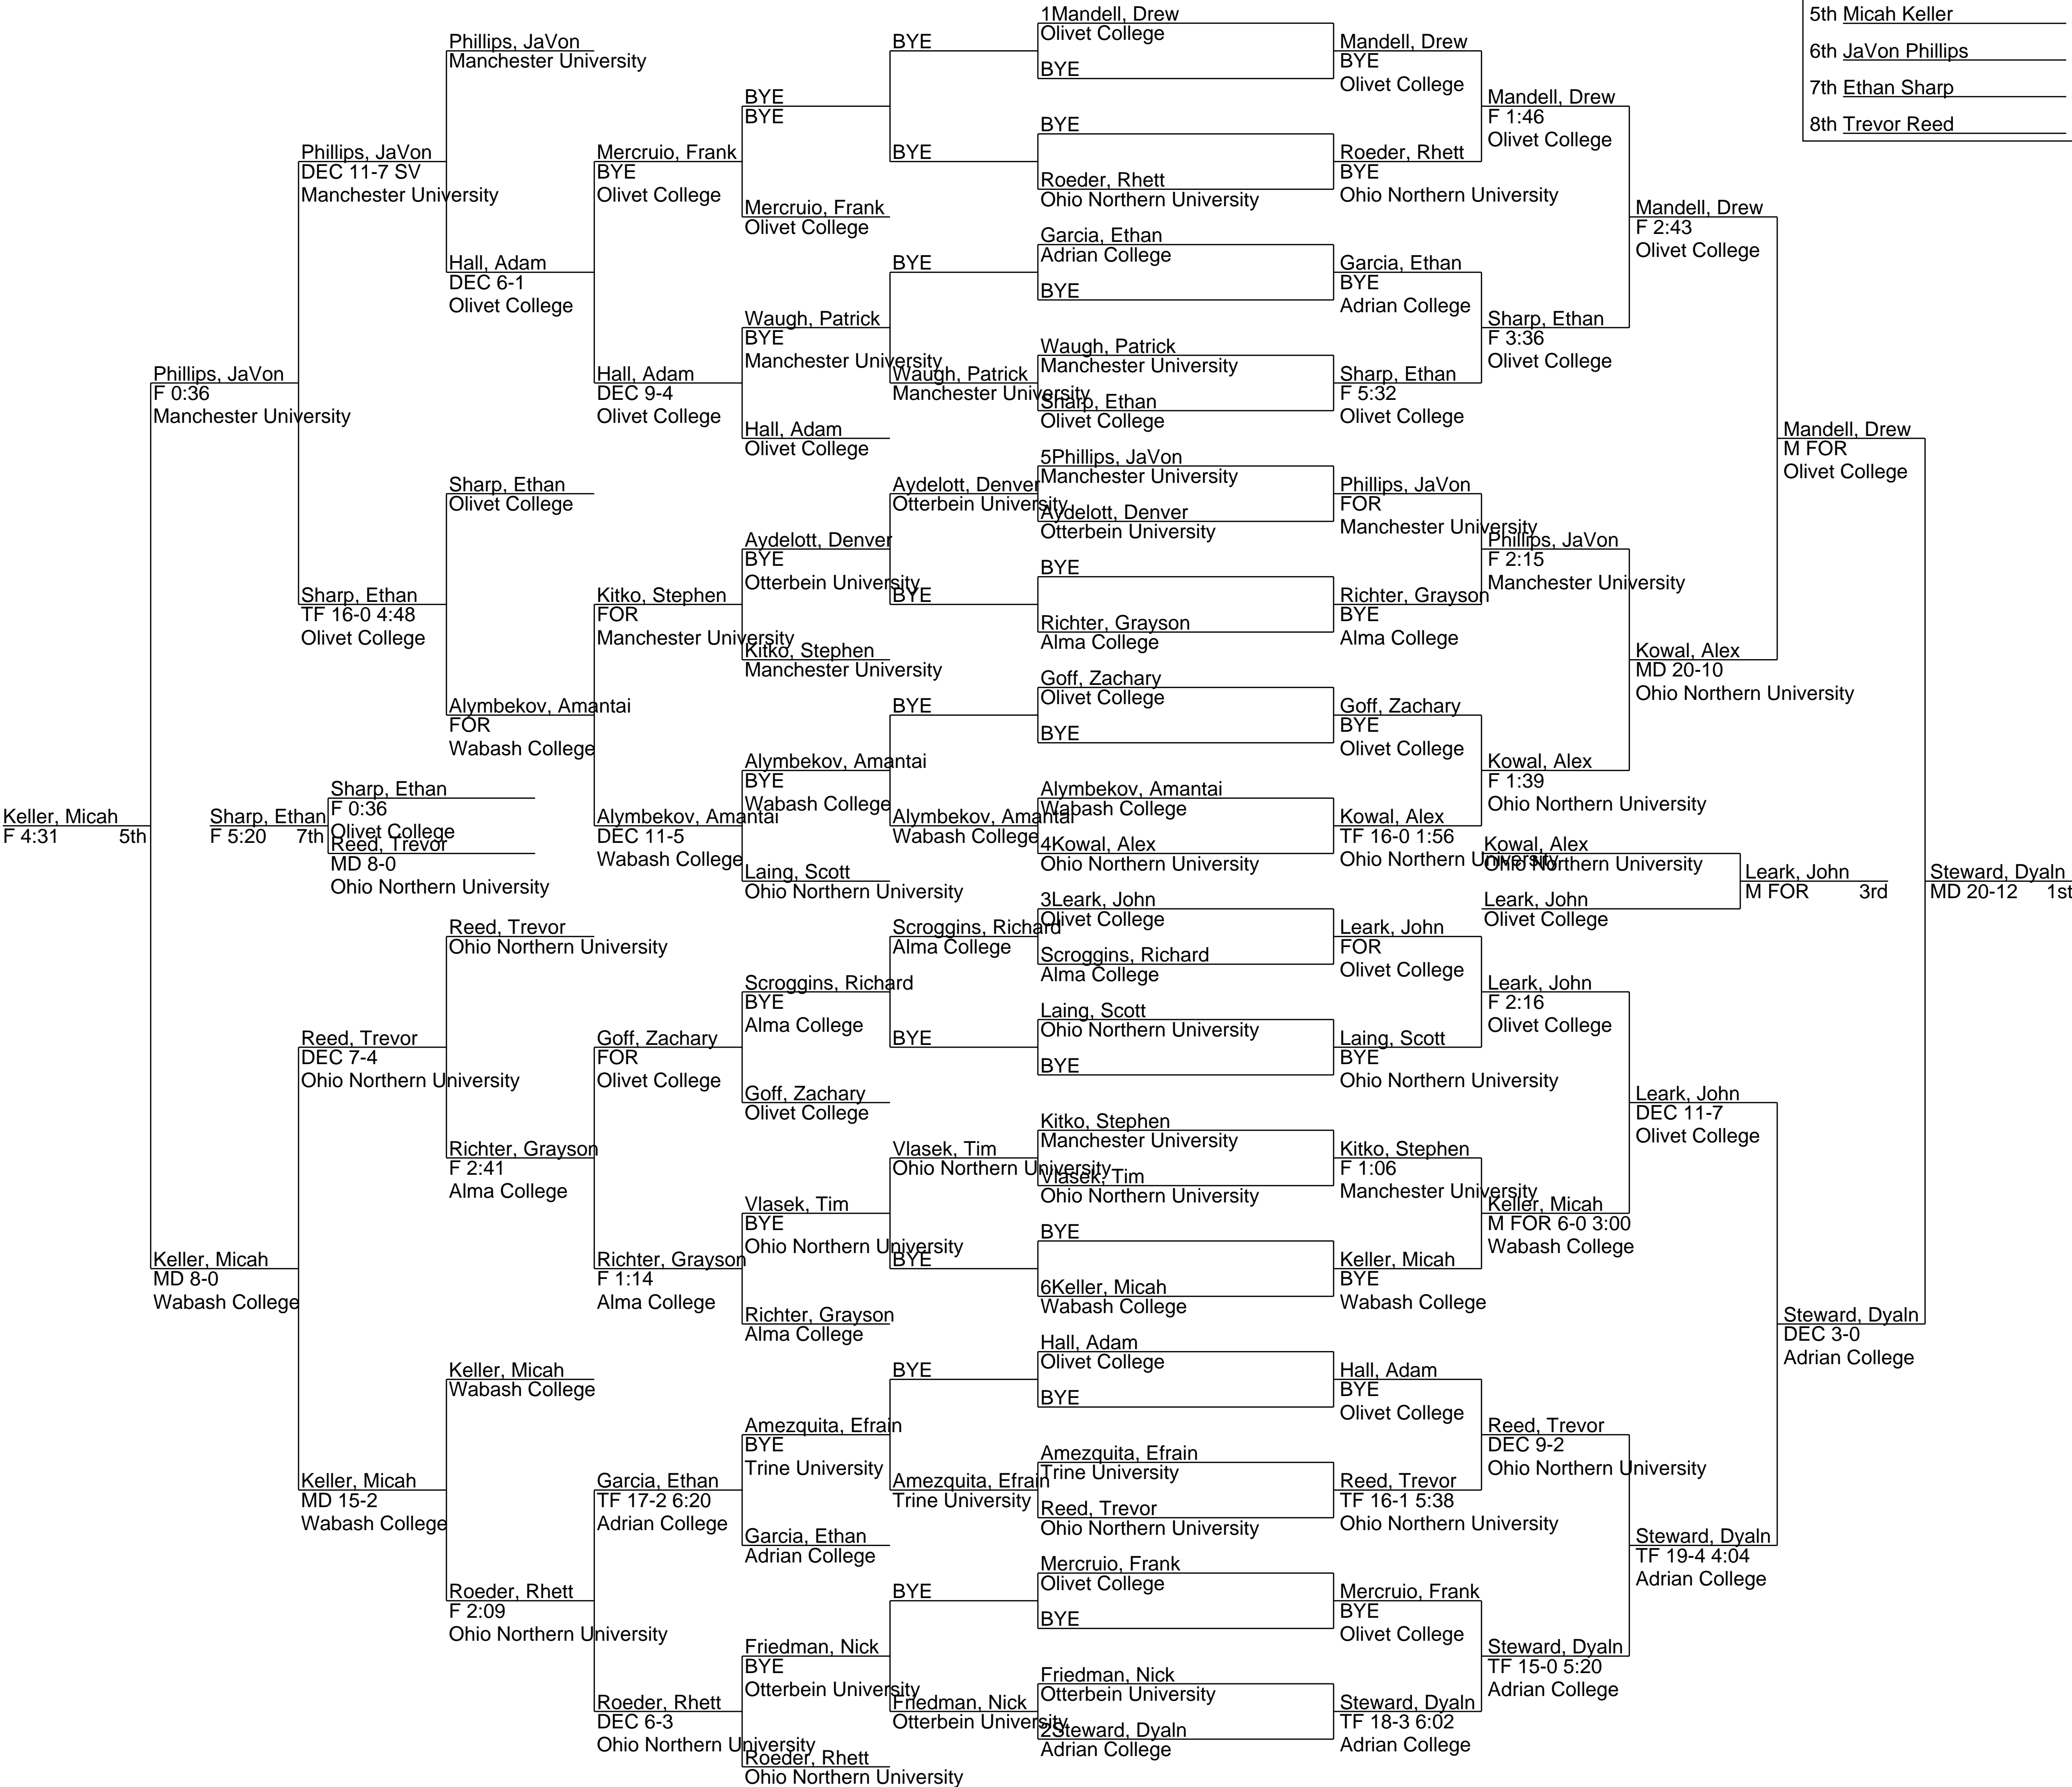 5th Micah Keller
6th JaVon Phillips
7th Ethan Sharp
8th Trevor Reed
Keller, Micah
F 4:31 5th
Phillips, JaVon
F 0:36
Manchester University
Keller, Micah
MD 8-0
Wabash College
Sharp, Ethan
F 5:20 7th
Sharp, Ethan
F 0:36
Olivet College
Reed, Trevor
MD 8-0
Ohio Northern University
Phillips, JaVon
DEC 11-7 SV
Manchester University
Sharp, Ethan
TF 16-0 4:48
Olivet College
Reed, Trevor
DEC 7-4
Ohio Northern University
Keller, Micah
MD 15-2
Wabash College
Phillips, JaVon
Manchester University
Hall, Adam
DEC 6-1
Olivet College
Sharp, Ethan
Olivet College
Alymbekov, Amantai
FOR
Wabash College
Reed, Trevor
Ohio Northern University
Richter, Grayson
F 2:41
Alma College
Keller, Micah
Wabash College
Roeder, Rhett
F 2:09
Ohio Northern University
Mercruio, Frank
BYE
Olivet College
Hall, Adam
DEC 9-4
Olivet College
Kitko, Stephen
FOR
Manchester University
Alymbekov, Amantai
DEC 11-5
Wabash College
Goff, Zachary
FOR
Olivet College
Richter, Grayson
F 1:14
Alma College
Garcia, Ethan
TF 17-2 6:20
Adrian College
Roeder, Rhett
DEC 6-3
Ohio Northern University
BYE
BYE
Mercruio, Frank
Olivet College
Waugh, Patrick
BYE
Manchester University
Hall, Adam
Olivet College
Aydelott, Denver
BYE
Otterbein University
Kitko, Stephen
Manchester University
Alymbekov, Amantai
BYE
Wabash College
Laing, Scott
Ohio Northern University
Scroggins, Richard
BYE
Alma College
Goff, Zachary
Olivet College
Vlasek, Tim
BYE
Ohio Northern University
Richter, Grayson
Alma College
Amezquita, Efrain
BYE
Trine University
Garcia, Ethan
Adrian College
Friedman, Nick
BYE
Otterbein University
Roeder, Rhett
Ohio Northern University
BYE
BYE
BYE
Waugh, Patrick
Manchester University
Aydelott, Denver
Otterbein University
BYE
BYE
Alymbekov, Amantai
Wabash College
Scroggins, Richard
Alma College
BYE
Vlasek, Tim
Ohio Northern University
BYE
BYE
Amezquita, Efrain
Trine University
BYE
Friedman, Nick
Otterbein University
1Mandell, Drew
Olivet College
BYE
BYE
Roeder, Rhett
Ohio Northern University
Garcia, Ethan
Adrian College
BYE
Waugh, Patrick
Manchester University
Sharp, Ethan
Olivet College
5Phillips, JaVon
Manchester University
Aydelott, Denver
Otterbein University
BYE
Richter, Grayson
Alma College
Goff, Zachary
Olivet College
BYE
Alymbekov, Amantai
Wabash College
4Kowal, Alex
Ohio Northern University
3Leark, John
Olivet College
Scroggins, Richard
Alma College
Laing, Scott
Ohio Northern University
BYE
Kitko, Stephen
Manchester University
Vlasek, Tim
Ohio Northern University
BYE
6Keller, Micah
Wabash College
Hall, Adam
Olivet College
BYE
Amezquita, Efrain
Trine University
Reed, Trevor
Ohio Northern University
Mercruio, Frank
Olivet College
BYE
Friedman, Nick
Otterbein University
2Steward, Dyaln
Adrian College
Mandell, Drew
BYE
Olivet College
Roeder, Rhett
BYE
Ohio Northern University
Garcia, Ethan
BYE
Adrian College
Sharp, Ethan
F 5:32
Olivet College
Phillips, JaVon
FOR
Manchester University
Richter, Grayson
BYE
Alma College
Goff, Zachary
BYE
Olivet College
Kowal, Alex
TF 16-0 1:56
Ohio Northern University
Leark, John
FOR
Olivet College
Laing, Scott
BYE
Ohio Northern University
Kitko, Stephen
F 1:06
Manchester University
Keller, Micah
BYE
Wabash College
Hall, Adam
BYE
Olivet College
Reed, Trevor
TF 16-1 5:38
Ohio Northern University
Mercruio, Frank
BYE
Olivet College
Steward, Dyaln
TF 18-3 6:02
Adrian College
Mandell, Drew
F 1:46
Olivet College
Sharp, Ethan
F 3:36
Olivet College
Phillips, JaVon
F 2:15
Manchester University
Kowal, Alex
F 1:39
Ohio Northern University
Kowal, Alex
Ohio Northern University
Leark, John
Olivet College
Leark, John
F 2:16
Olivet College
Keller, Micah
M FOR 6-0 3:00
Wabash College
Reed, Trevor
DEC 9-2
Ohio Northern University
Steward, Dyaln
TF 15-0 5:20
Adrian College
Mandell, Drew
F 2:43
Olivet College
Kowal, Alex
MD 20-10
Ohio Northern University
Leark, John
DEC 11-7
Olivet College
Steward, Dyaln
TF 19-4 4:04
Adrian College
Leark, John
M FOR 3rd
Mandell, Drew
M FOR
Olivet College
Steward, Dyaln
DEC 3-0
Adrian College
Steward, Dyaln
MD 20-12 1st